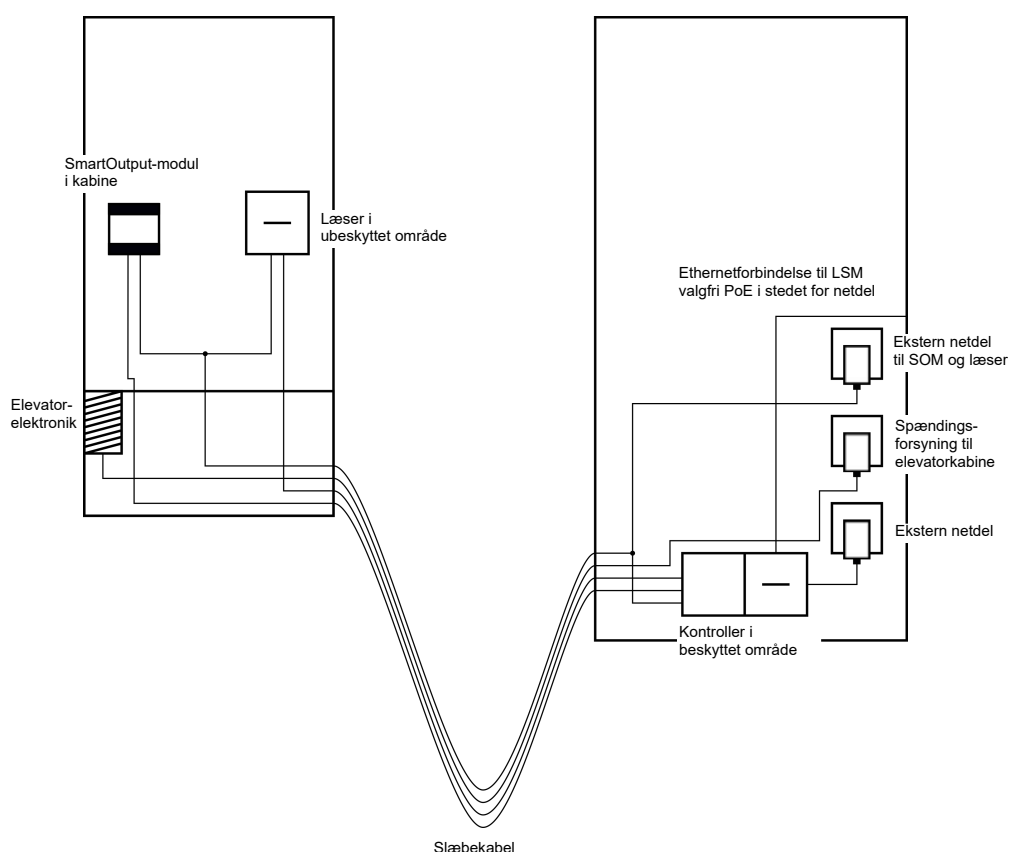 SmartOutput-modul
i kabine
Læser i
ubeskyttet område
Elevator-
elektronik
Ethernetforbindelse til LSM
valgfri PoE i stedet for netdel
Ekstern netdel
til SOM og læser
Spændings-
forsyning til
elevatorkabine
Ekstern netdel
Kontroller i
beskyttet område
Slæbekabel